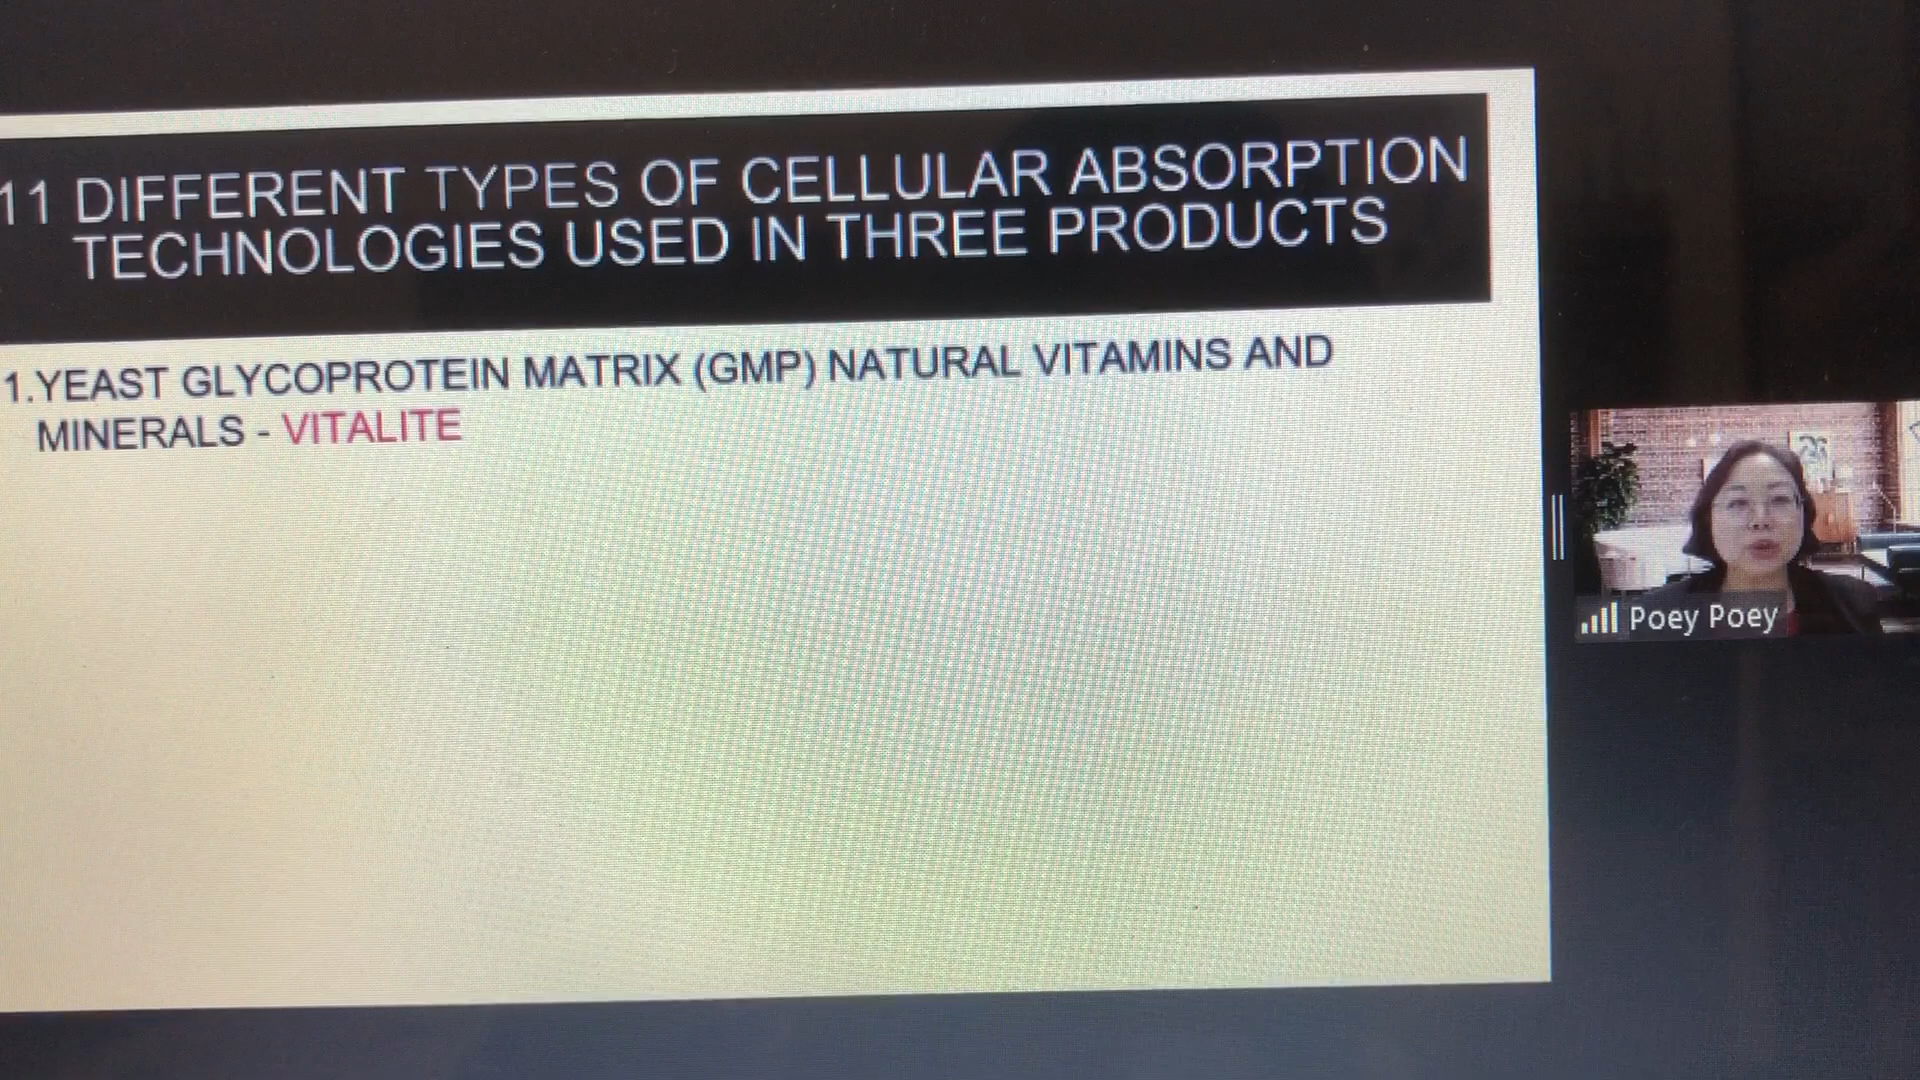 11 DIFFERENT TYPES OF CELLULAR ABSORPTION
TECHNOLOGIES USED IN THREE PRODUCTS
1.YEAST GLYCOPROTEIN MATRIX (GMP) NATURAL VITAMINS AND
MINERALS - VITALITE
Poey Poey